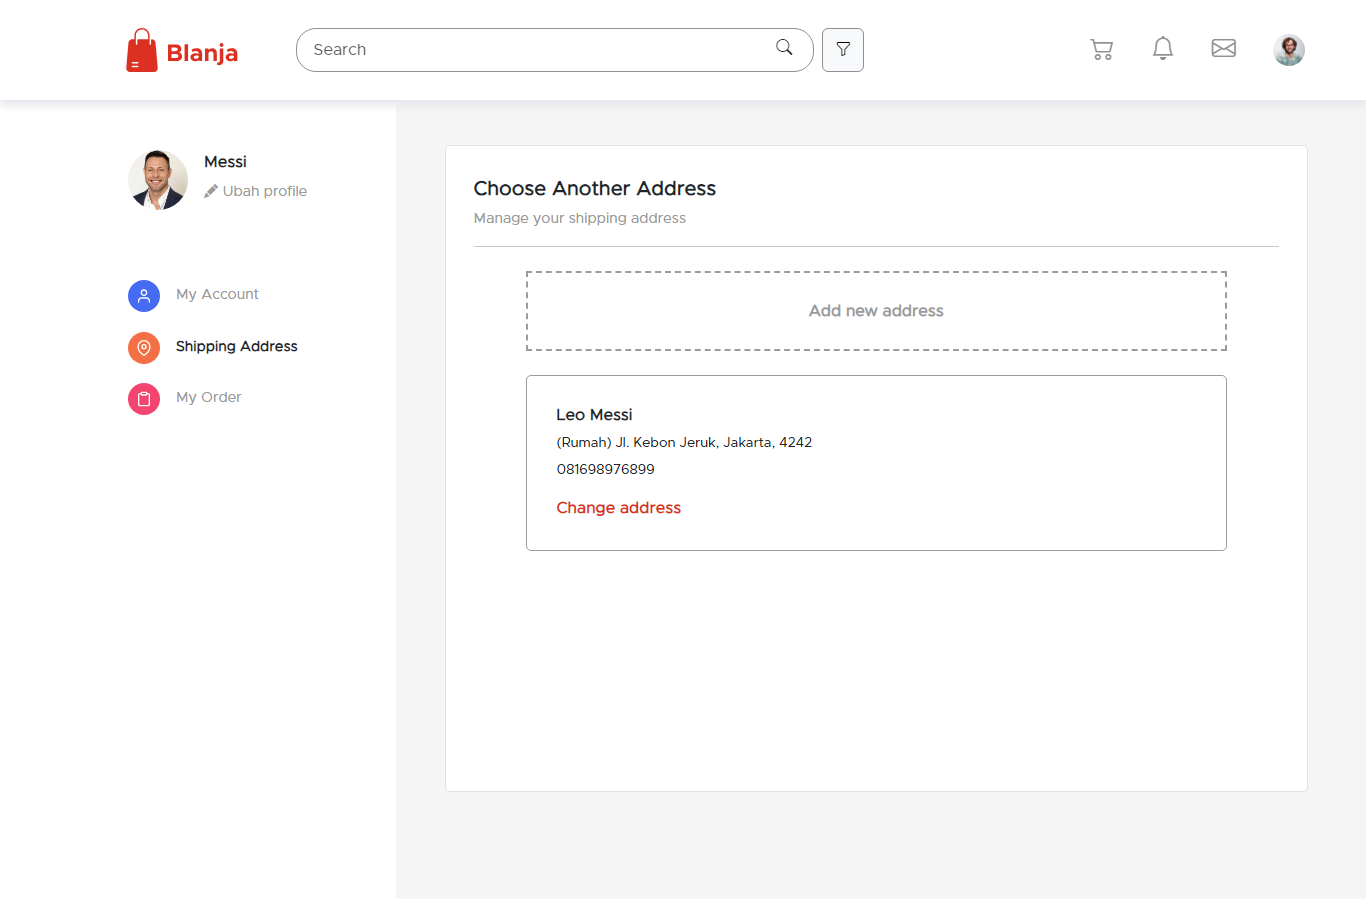 Blanja
Search
Messi
Ubah profile
My Account
Shipping Address
My Order
Choose Another Address
Manage your shipping address
Add new address
Leo Messi
(Rumah) Jl. Kebon Jeruk, Jakarta, 4242
081698976899
Change address